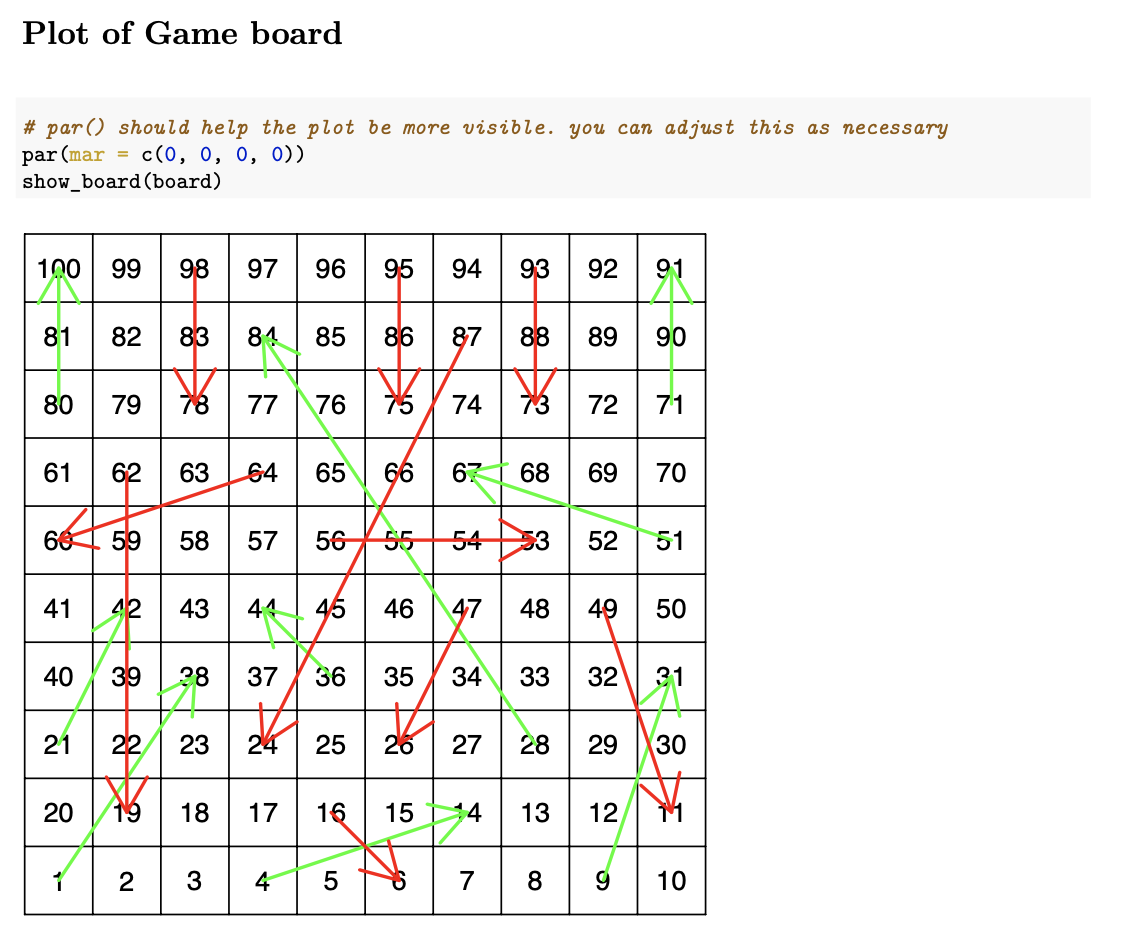 Plot of Game board
# par() should help the plot be more visible. you can adjust this as necessary
par(mar = c(0, 0, 0, 0))
show_board(board)
100 99 98 97 96 95 94 93 92 91
81 82 83 84 85 86 87 88 89 90
80 79 78 77 76 75 74 73 72 71
61 62 63 64 65 66 67 68 69 70
60 59 58 57 56 55 54 53 52 51
41 42 43 44 45 46 47 48 49 50
40 39 38 37 36 35 34 33 32 31
21 22 23 24 25 26 27 28 29 30
20 19 18 17 16 15 14 13 12 11
1 2 3 4 5 6 7 8 9 10